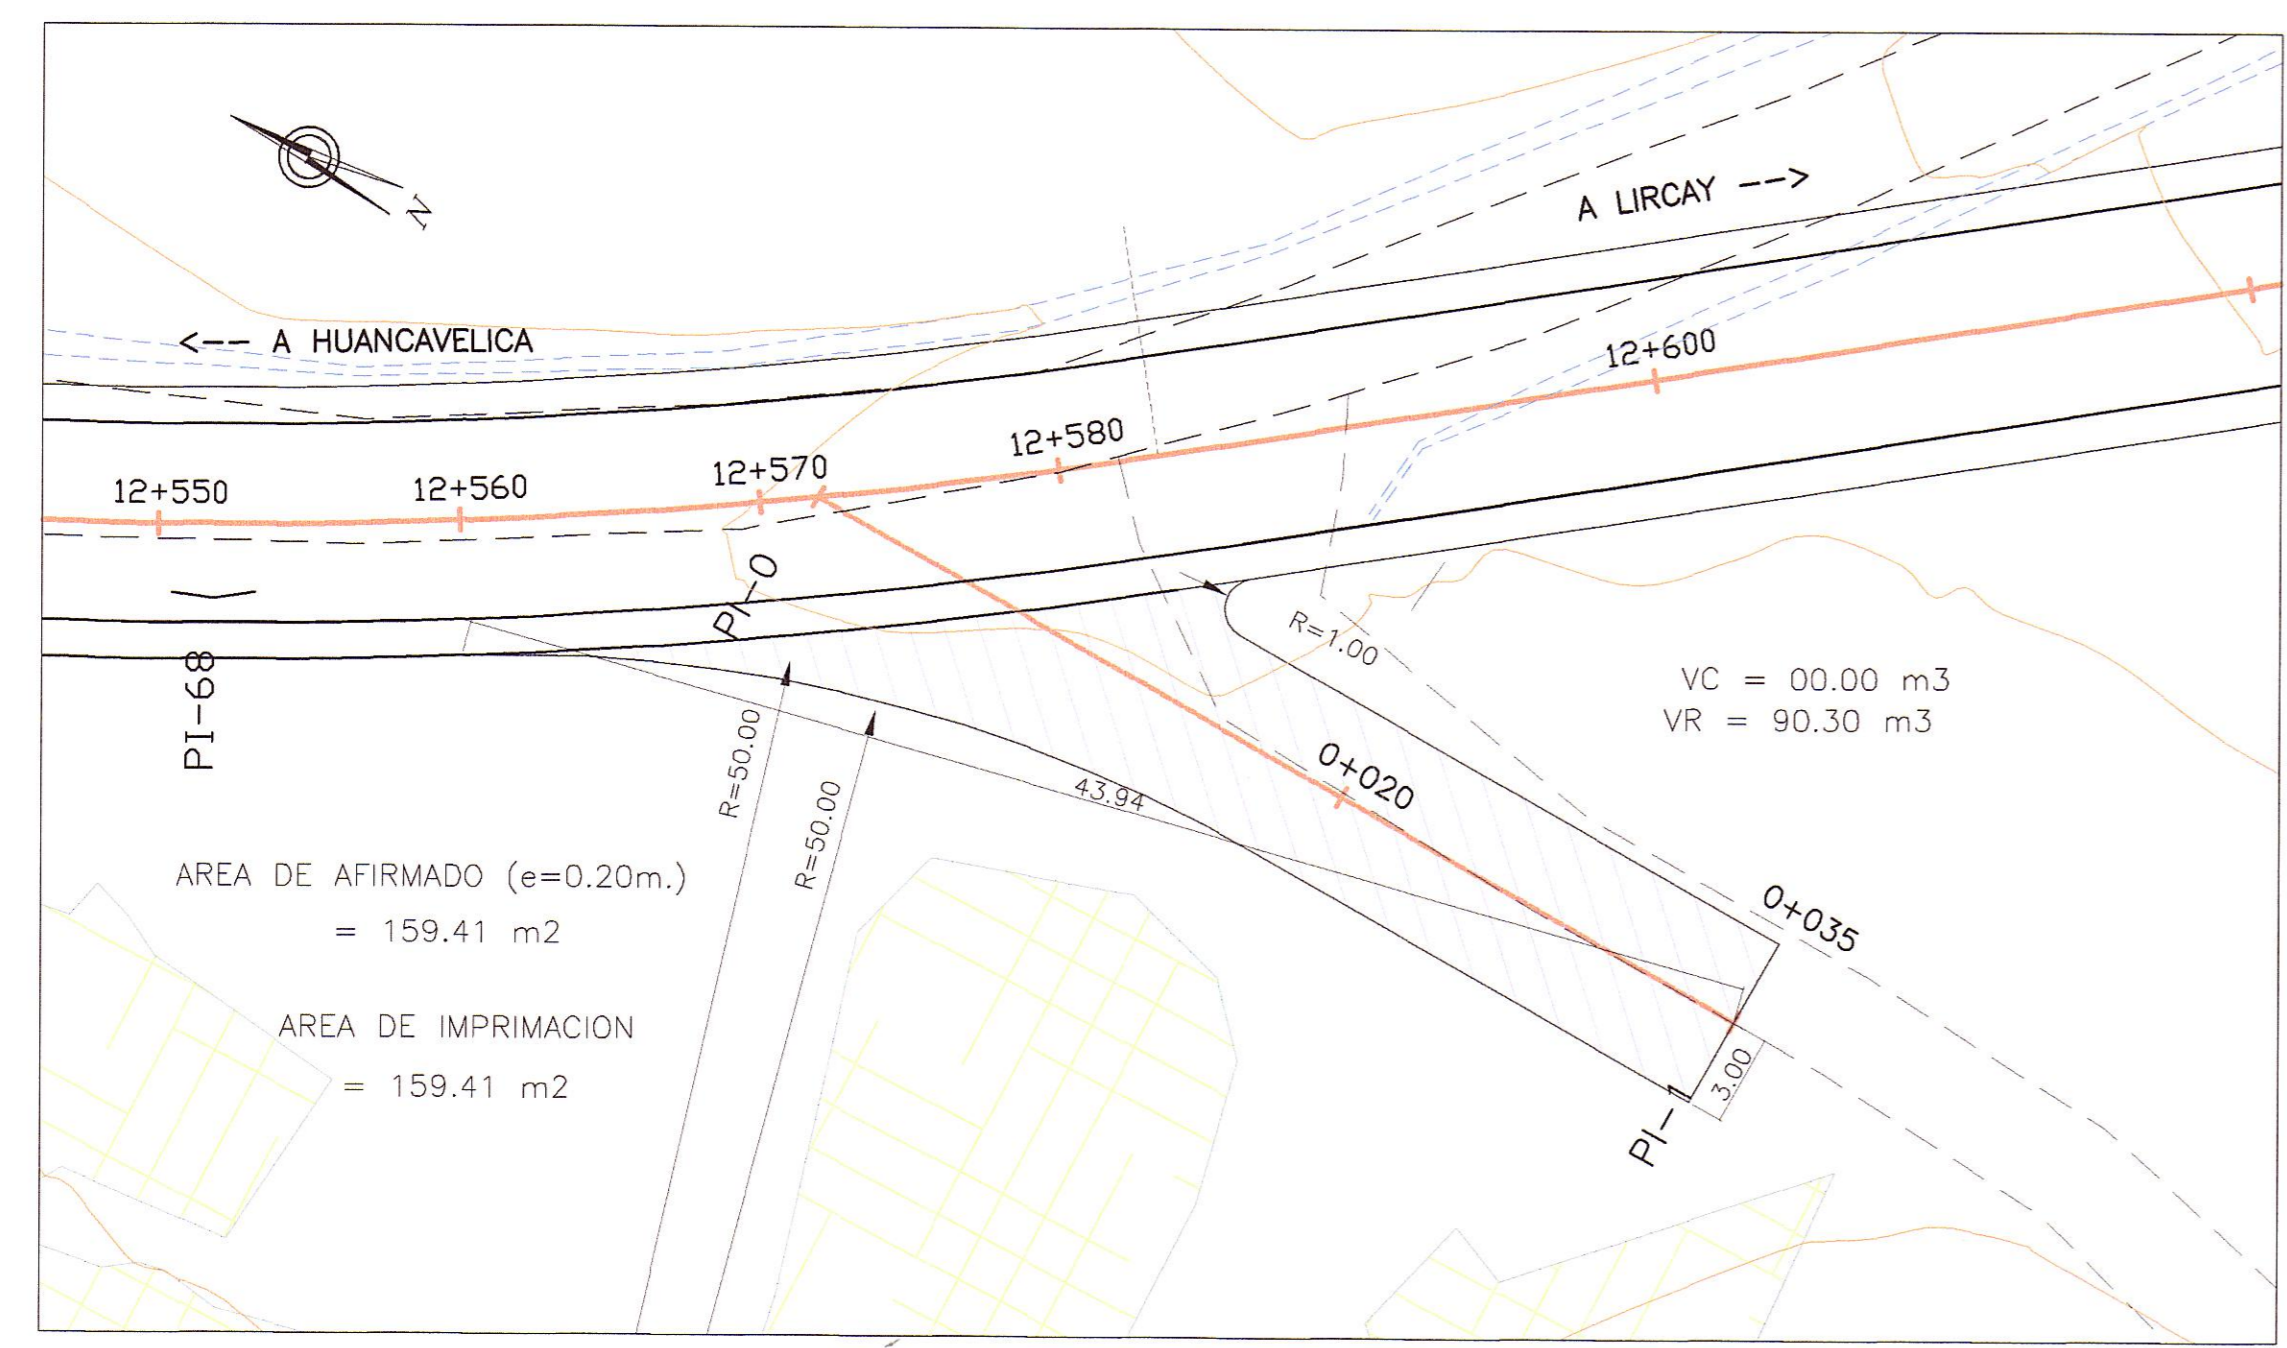 N
A LIRCAY -->
<-- A HUANCAVELICA
12+600
12+580
12+570
12+560
12+550
PI-0
R=1.00
PI-68
VC = 00.00 m3
VR = 90.30 m3
R=50.00
R=50.00
43.94
0+020
AREA DE AFIRMADO (e=0.20m.)
= 159.41 m2
0+035
AREA DE IMPRIMACION
= 159.41 m2
3.00
PI-1